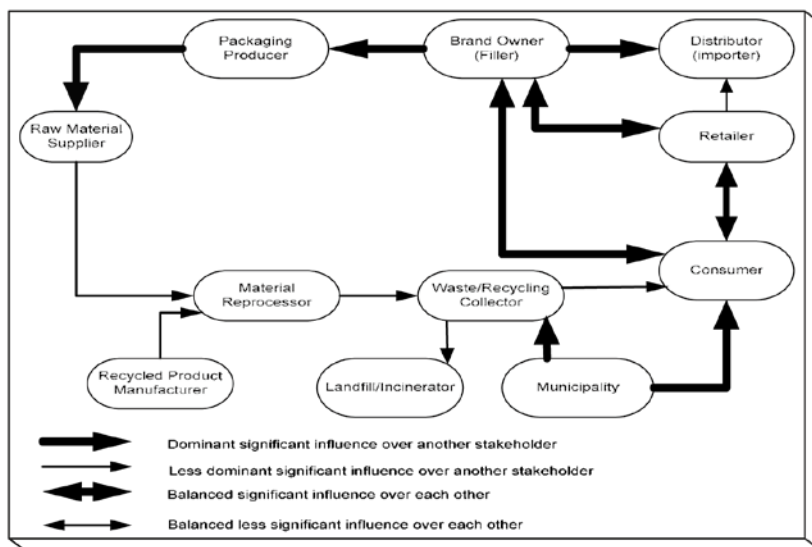 Packaging
Producer
Brand Owner
(Filler)
Distributor
(importer)
Raw Material
Supplier
Retailer
Consumer
Material
Reprocessor
Waste/Recycling
Collector
Recycled Product
Manufacturer
Landfill/Incinerator
Municipality
Dominant significant influence over another stakeholder
Less dominant significant influence over another stakeholder
Balanced significant influence over each other
Balanced less significant influence over each other